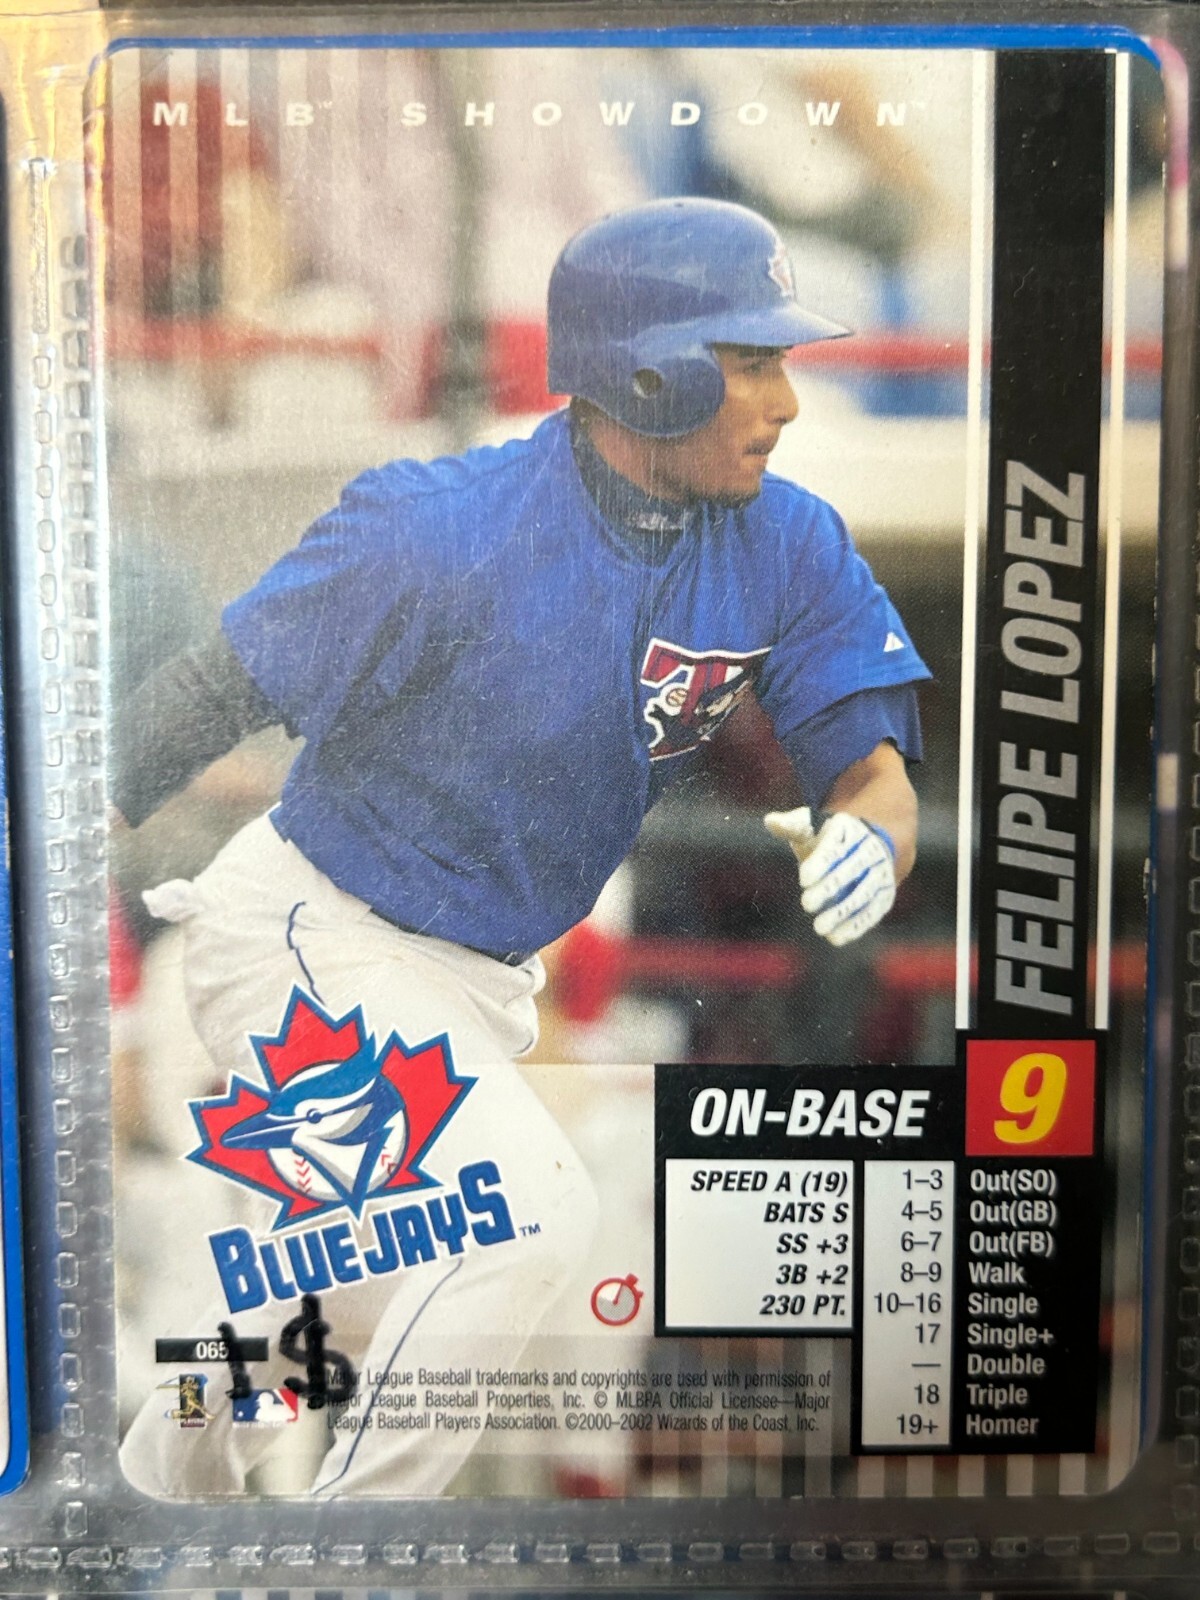 MLB™ SHOWDOWN™
FELIPE LOPEZ
ON-BASE 9
SPEED A (19)
BATS S
SS +3
3B +2
230 PT.
1–3 Out(SO)
4–5 Out(GB)
6–7 Out(FB)
8–9 Walk
10–16 Single
17 Single+
— Double
18 Triple
19+ Homer
BLUE JAYS™
065
1$
Major League Baseball trademarks and copyrights are used with permission of
Major League Baseball Properties, Inc. © MLBPA Official Licensee—Major
League Baseball Players Association. ©2000–2002 Wizards of the Coast, Inc.